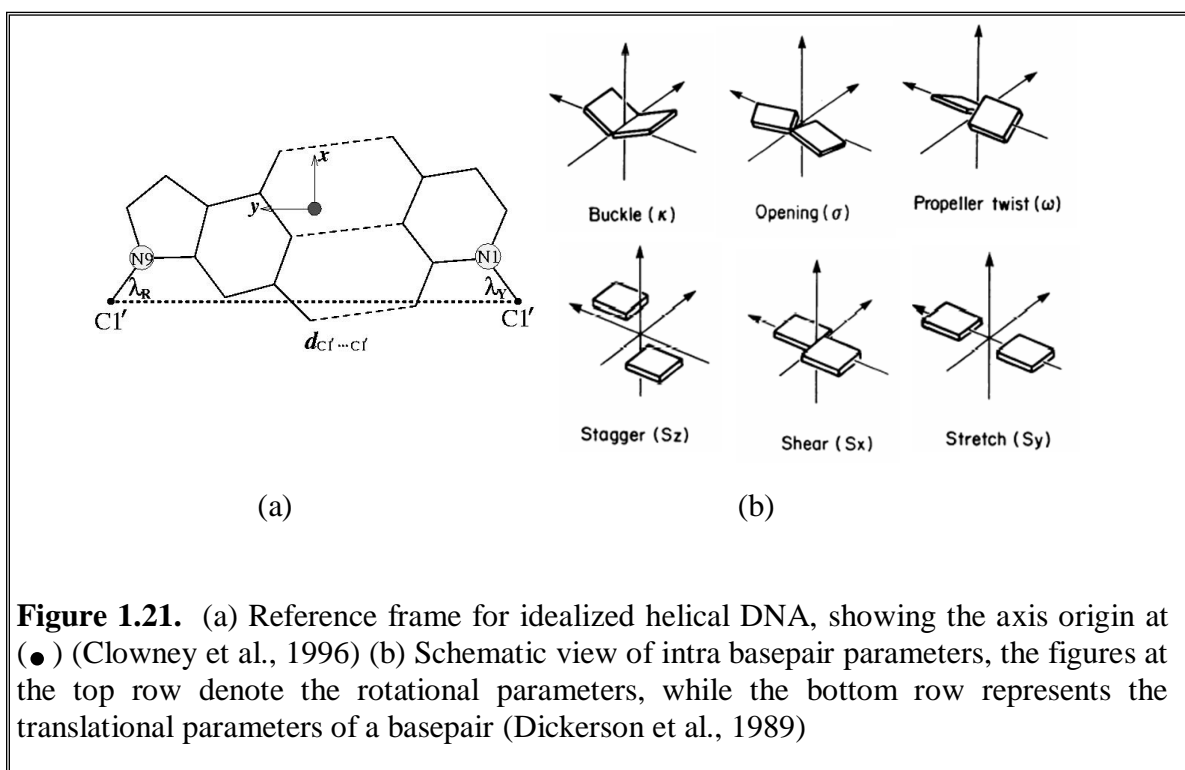 Buckle (κ)
Opening (σ)
Propeller twist (ω)
x
y
N9
N1
λR
λY
C1′
C1′
dC1′...C1′
Stagger (Sz)
Shear (Sx)
Stretch (Sy)
(a)
(b)
Figure 1.21. (a) Reference frame for idealized helical DNA, showing the axis origin at
(●) (Clowney et al., 1996) (b) Schematic view of intra basepair parameters, the figures at
the top row denote the rotational parameters, while the bottom row represents the
translational parameters of a basepair (Dickerson et al., 1989)